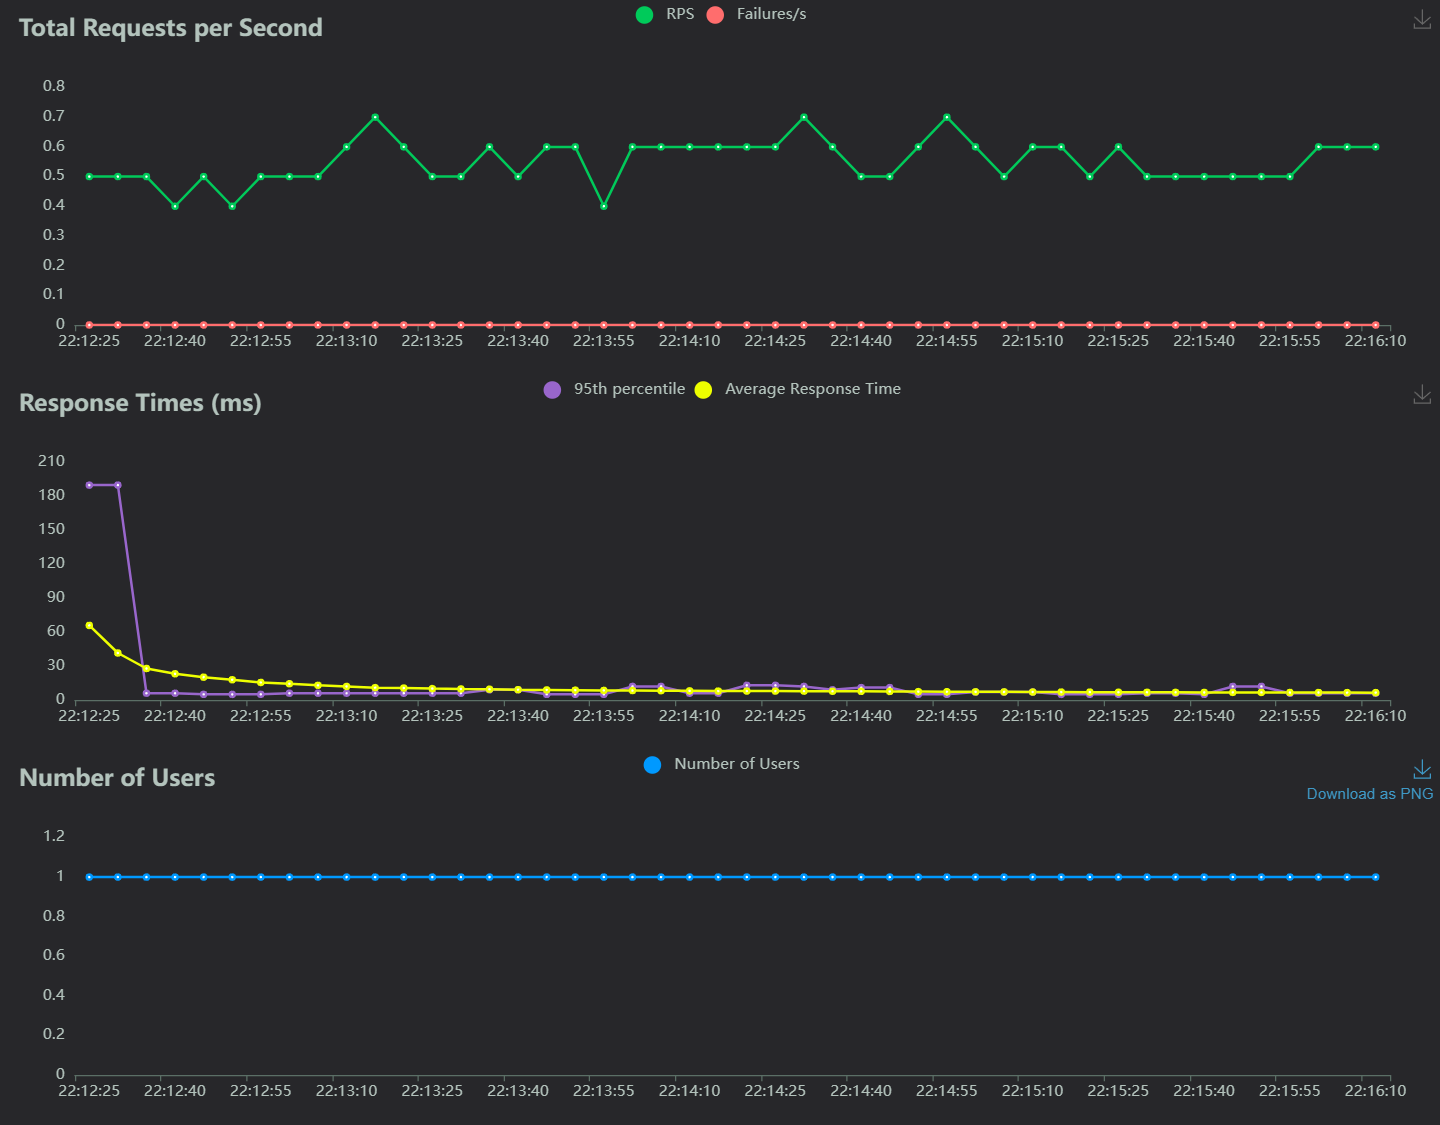 RPS Failures/s
Total Requests per Second
0.8
0.7
0.6
0.5
0.4
0.3
0.2
0.1
0
22:12:25 22:12:40 22:12:55 22:13:10 22:13:25 22:13:40 22:13:55 22:14:10 22:14:25 22:14:40 22:14:55 22:15:10 22:15:25 22:15:40 22:15:55 22:16:10
95th percentile Average Response Time
Response Times (ms)
210
180
150
120
90
60
30
0
22:12:25 22:12:40 22:12:55 22:13:10 22:13:25 22:13:40 22:13:55 22:14:10 22:14:25 22:14:40 22:14:55 22:15:10 22:15:25 22:15:40 22:15:55 22:16:10
Number of Users
Number of Users
Download as PNG
1.2
1
0.8
0.6
0.4
0.2
0
22:12:25 22:12:40 22:12:55 22:13:10 22:13:25 22:13:40 22:13:55 22:14:10 22:14:25 22:14:40 22:14:55 22:15:10 22:15:25 22:15:40 22:15:55 22:16:10